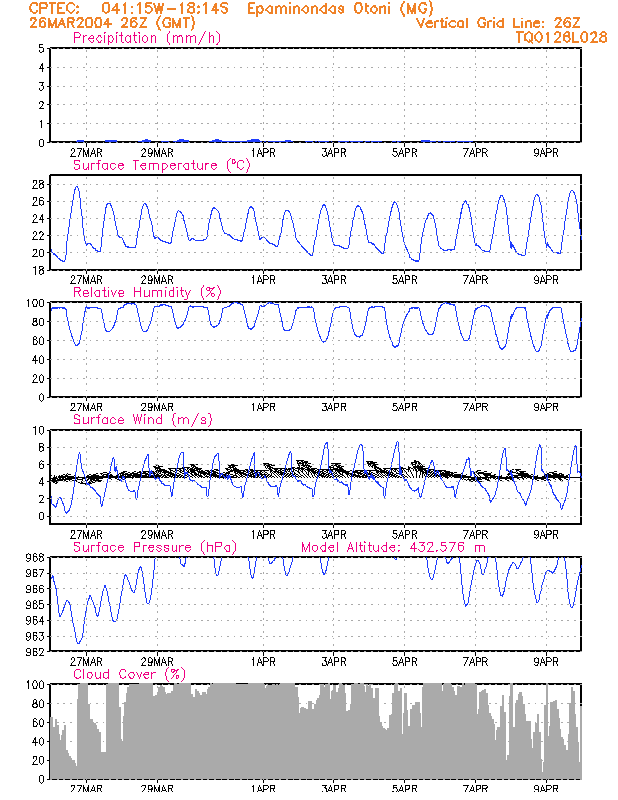 CPTEC: 041:15W-18:14S Epaminondas Otoni (MG)
26MAR2004 26Z (GMT) Vertical Grid Line: 26Z
Precipitation (mm/h) TQ0126L028
5
4
3
2
1
0
27MAR 29MAR 1APR 3APR 5APR 7APR 9APR
Surface Temperature (ºC)
28
26
24
22
20
18
27MAR 29MAR 1APR 3APR 5APR 7APR 9APR
Relative Humidity (%)
100
80
60
40
20
0
27MAR 29MAR 1APR 3APR 5APR 7APR 9APR
Surface Wind (m/s)
10
8
6
4
2
0
27MAR 29MAR 1APR 3APR 5APR 7APR 9APR
Surface Pressure (hPa) Model Altitude: 432.576 m
968
967
966
965
964
963
962
27MAR 29MAR 1APR 3APR 5APR 7APR 9APR
Cloud Cover (%)
100
80
60
40
20
0
27MAR 29MAR 1APR 3APR 5APR 7APR 9APR